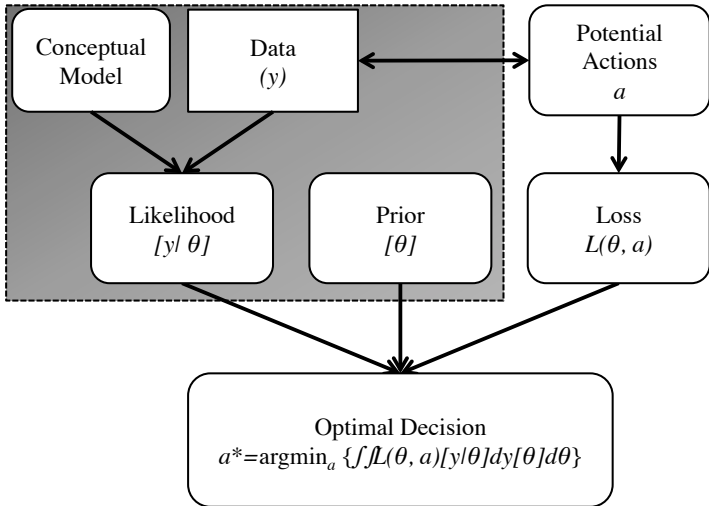 Conceptual
Model
Data
(y)
Potential
Actions
a
Likelihood
[y| θ]
Prior
[θ]
Loss
L(θ, a)
Optimal Decision
a*=argminₐ {∫∫L(θ, a)[y|θ]dy[θ]dθ}